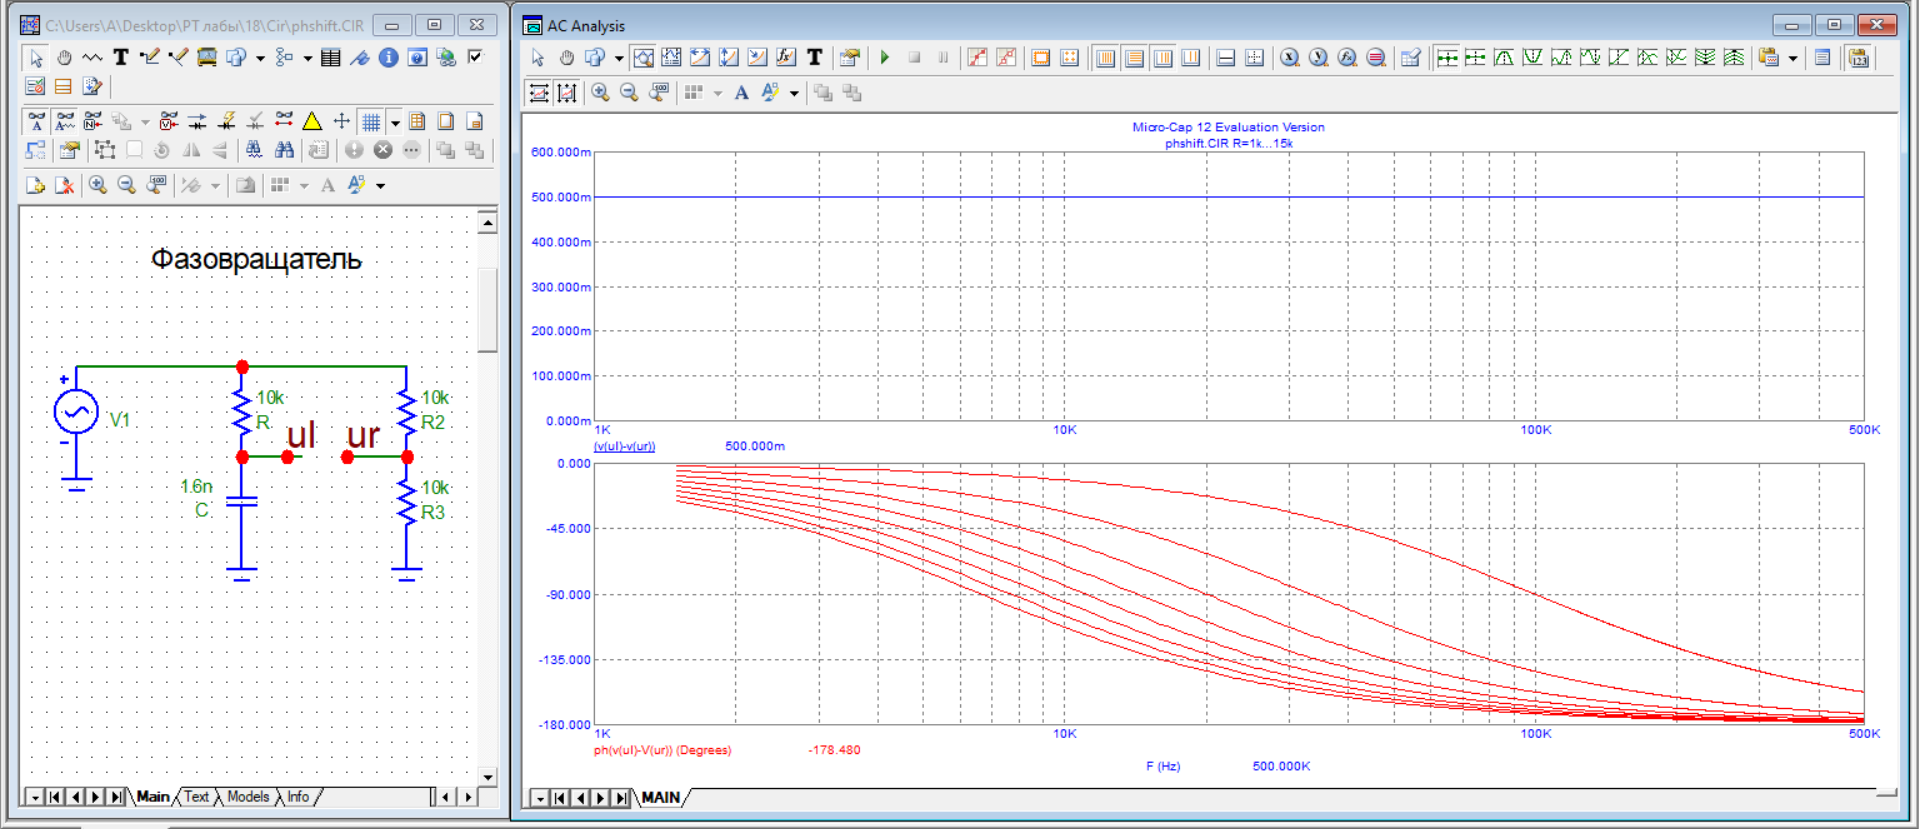 C:\Users\A\Desktop\РТ лабы\18\Cir\phshift.CIR
Фазовращатель
V1
10k
R
ul
ur
10k
R2
1.6n
C
10k
R3
Main
Text
Models
Info
AC Analysis
Micro-Cap 12 Evaluation Version
phshift.CIR R=1k...15k
600.000m
500.000m
400.000m
300.000m
200.000m
100.000m
0.000m
1K 10K 100K 500K
(v(ul)-v(ur)) 500.000m
0.000
-45.000
-90.000
-135.000
-180.000
1K 10K 100K 500K
ph(v(ul)-V(ur)) (Degrees) -178.480
F (Hz) 500.000K
MAIN